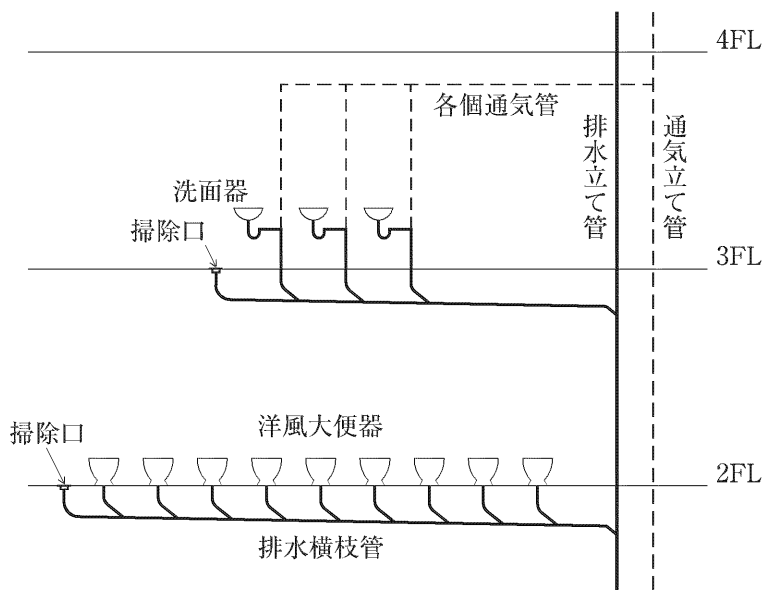 4FL
各個通気管
排水立て管
通気立て管
洗面器
掃除口
3FL
洋風大便器
掃除口
2FL
排水横枝管